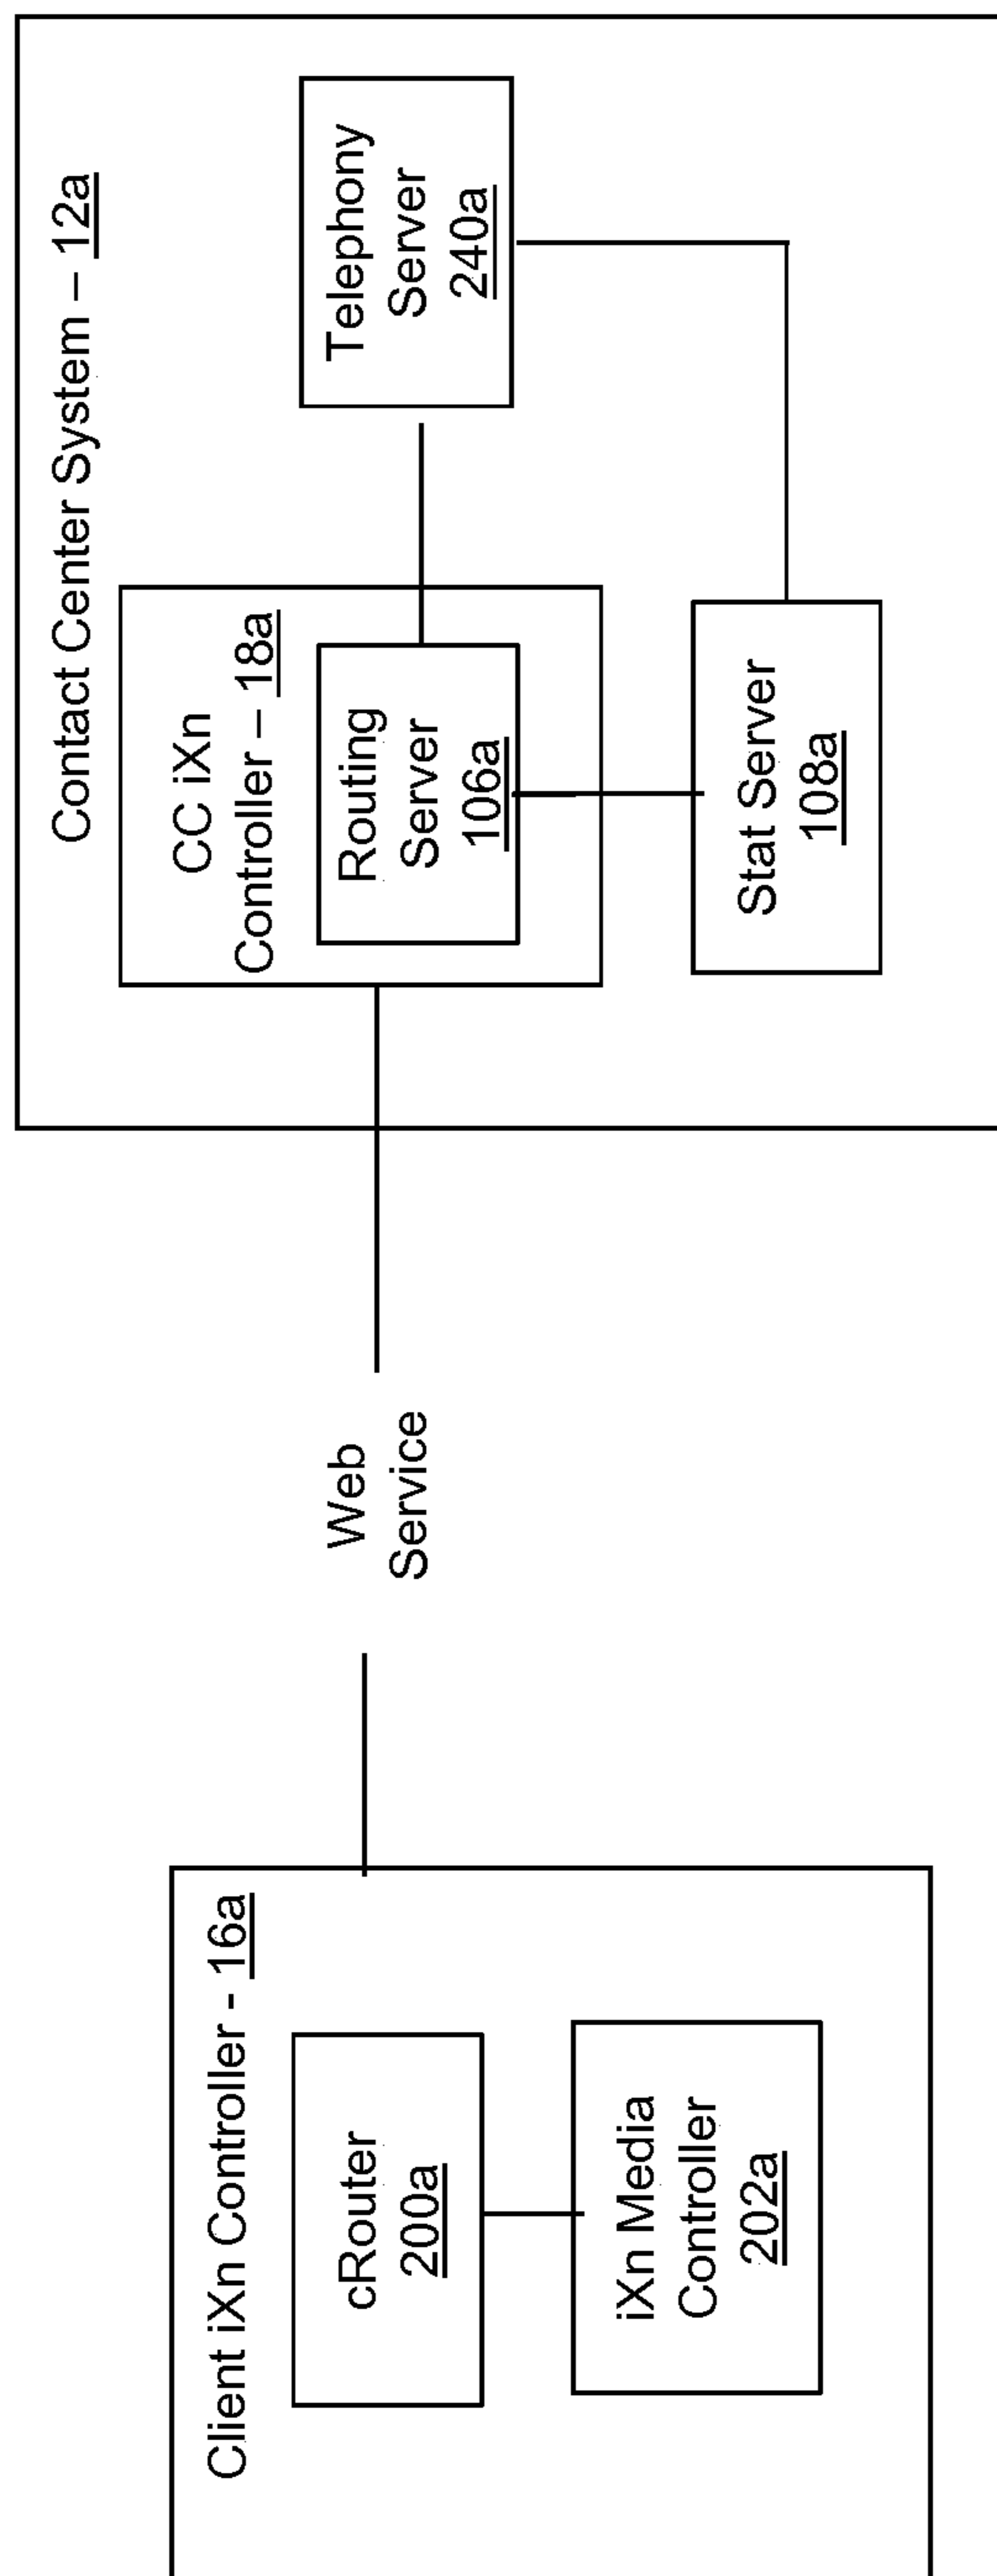 Client iXn Controller - 16a
cRouter
200a
iXn Media
Controller
202a
Web
Service
Contact Center System – 12a
CC iXn
Controller – 18a
Routing
Server
106a
Stat Server
108a
Telephony
Server
240a